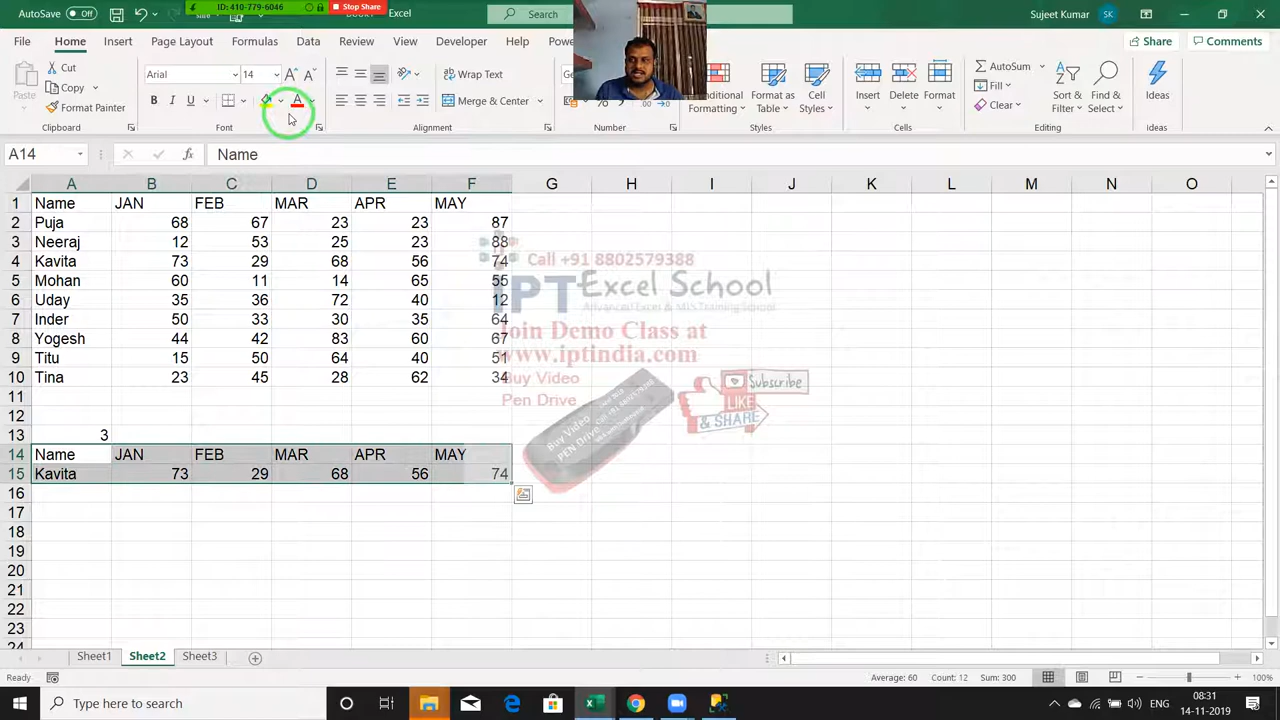 AutoSave Off
Excel
Search
Sujeet Kumar SK
ID: 410-779-6046 Stop Share
File Home Insert Page Layout Formulas Data Review View Developer Help
Share Comments
Paste Cut Copy Format Painter
Arial 14
B I U
Wrap Text
Merge & Center
Conditional Formatting
Format as Table
Cell Styles
Insert Delete Format
AutoSum
Fill
Clear
Sort & Filter
Find & Select
Ideas
Clipboard Font Alignment Number Styles Cells Editing Ideas
A14 fx Name
A B C D E F G H I J K L M N O
1 Name JAN FEB MAR APR MAY
2 Puja 68 67 23 23 87
3 Neeraj 12 53 25 23 88
4 Kavita 73 29 68 56 74
5 Mohan 60 11 14 65 55
6 Uday 35 36 72 40 12
7 Inder 50 33 30 35 64
8 Yogesh 44 42 83 60 67
9 Titu 15 50 64 40 51
10 Tina 23 45 28 62 34
11
12
13 3
14 Name JAN FEB MAR APR MAY
15 Kavita 73 29 68 56 74
16
17
18
19
20
21
22
23
24
Call +91 8802579388
IPT Excel School
Advanced Excel & MIS Training School
Join Demo Class at
www.iptindia.com
Buy Video
Pen Drive
Buy Video
PEN Drive
Call +91 8802579388
Subscribe
LIKE
& SHARE
Sheet1 Sheet2 Sheet3
Ready Average: 60 Count: 12 Sum: 300 100%
Type here to search
ENG
08:31
14-11-2019